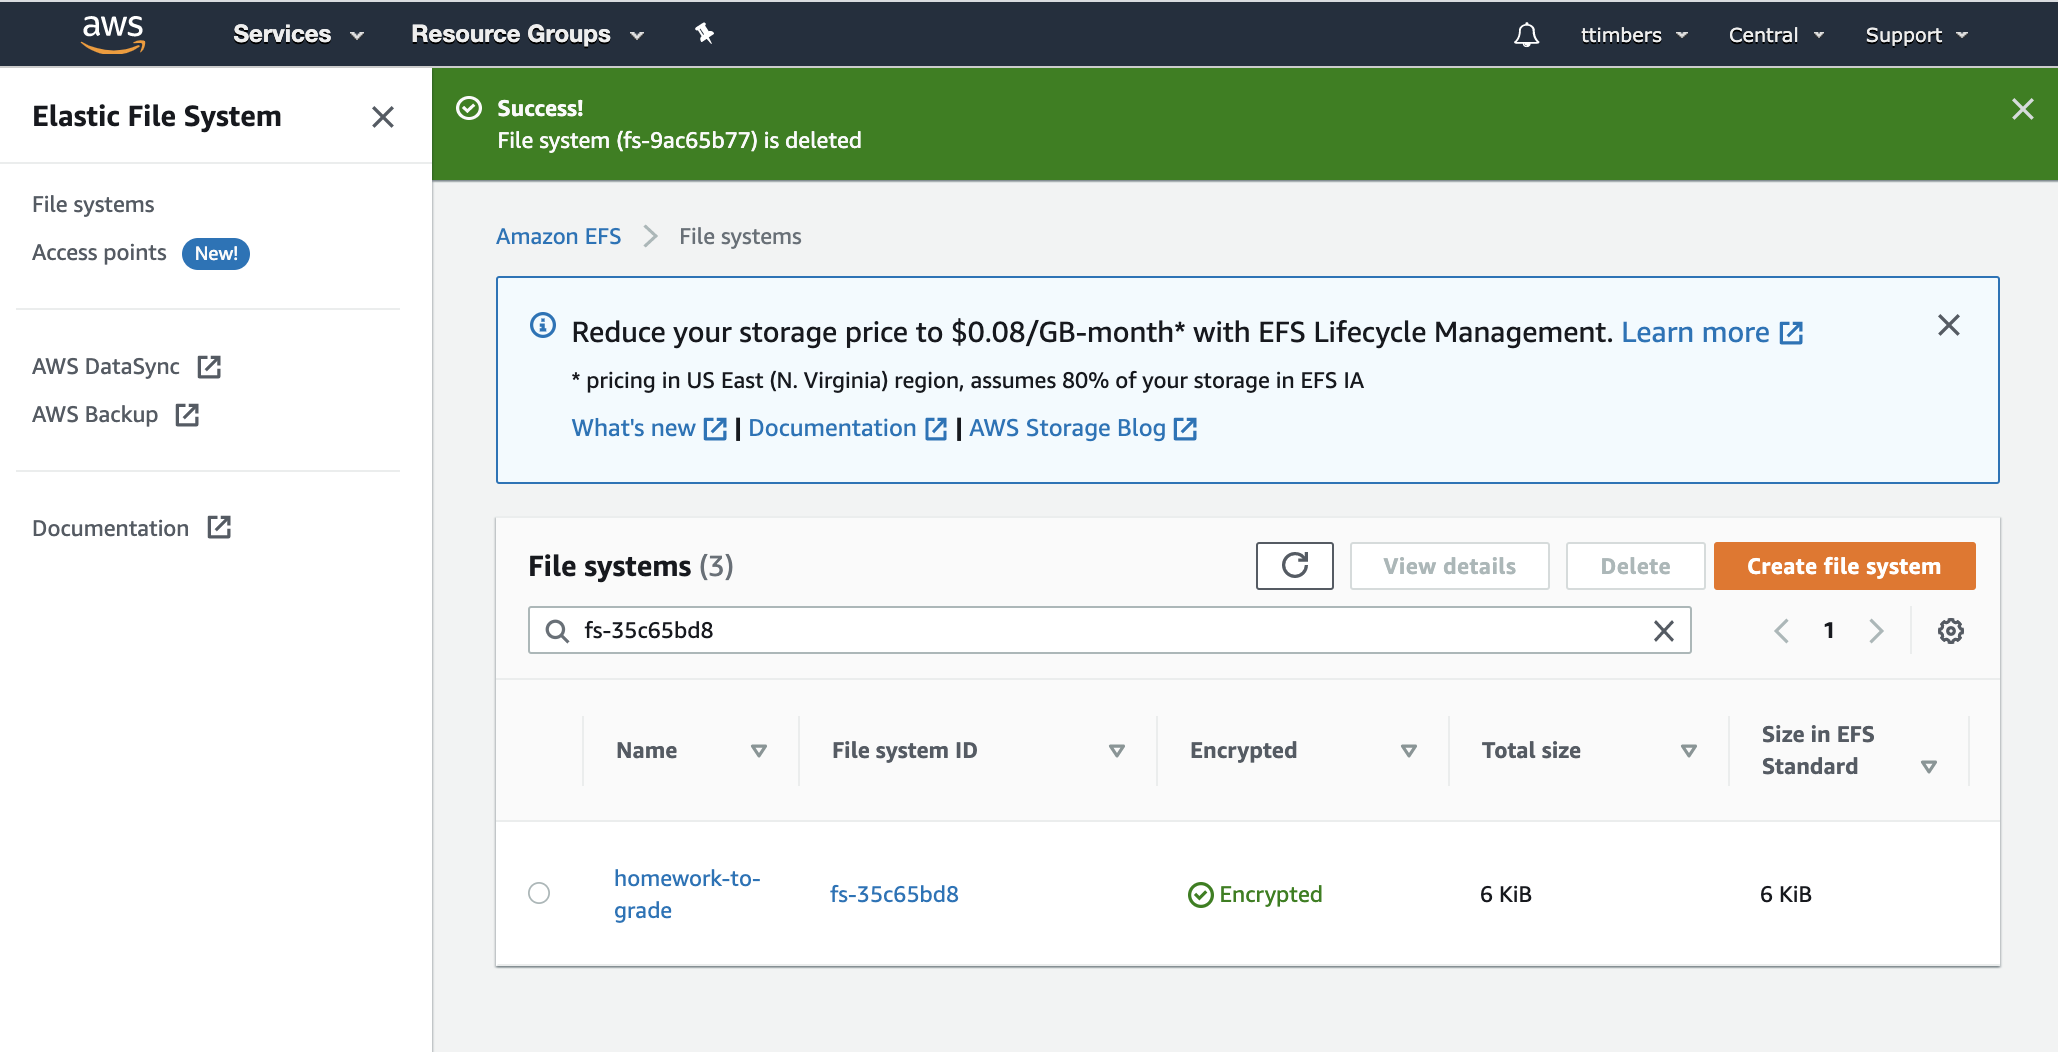 aws
Services
Resource Groups
ttimbers
Central
Support
Elastic File System
File systems
Access points New!
AWS DataSync
AWS Backup
Documentation
Success!
File system (fs-9ac65b77) is deleted
Amazon EFS
File systems
Reduce your storage price to $0.08/GB-month* with EFS Lifecycle Management. Learn more
* pricing in US East (N. Virginia) region, assumes 80% of your storage in EFS IA
What's new | Documentation | AWS Storage Blog
File systems (3)
View details
Delete
Create file system
fs-35c65bd8
1
Name
File system ID
Encrypted
Total size
Size in EFS
Standard
homework-to-
grade
fs-35c65bd8
Encrypted
6 KiB
6 KiB